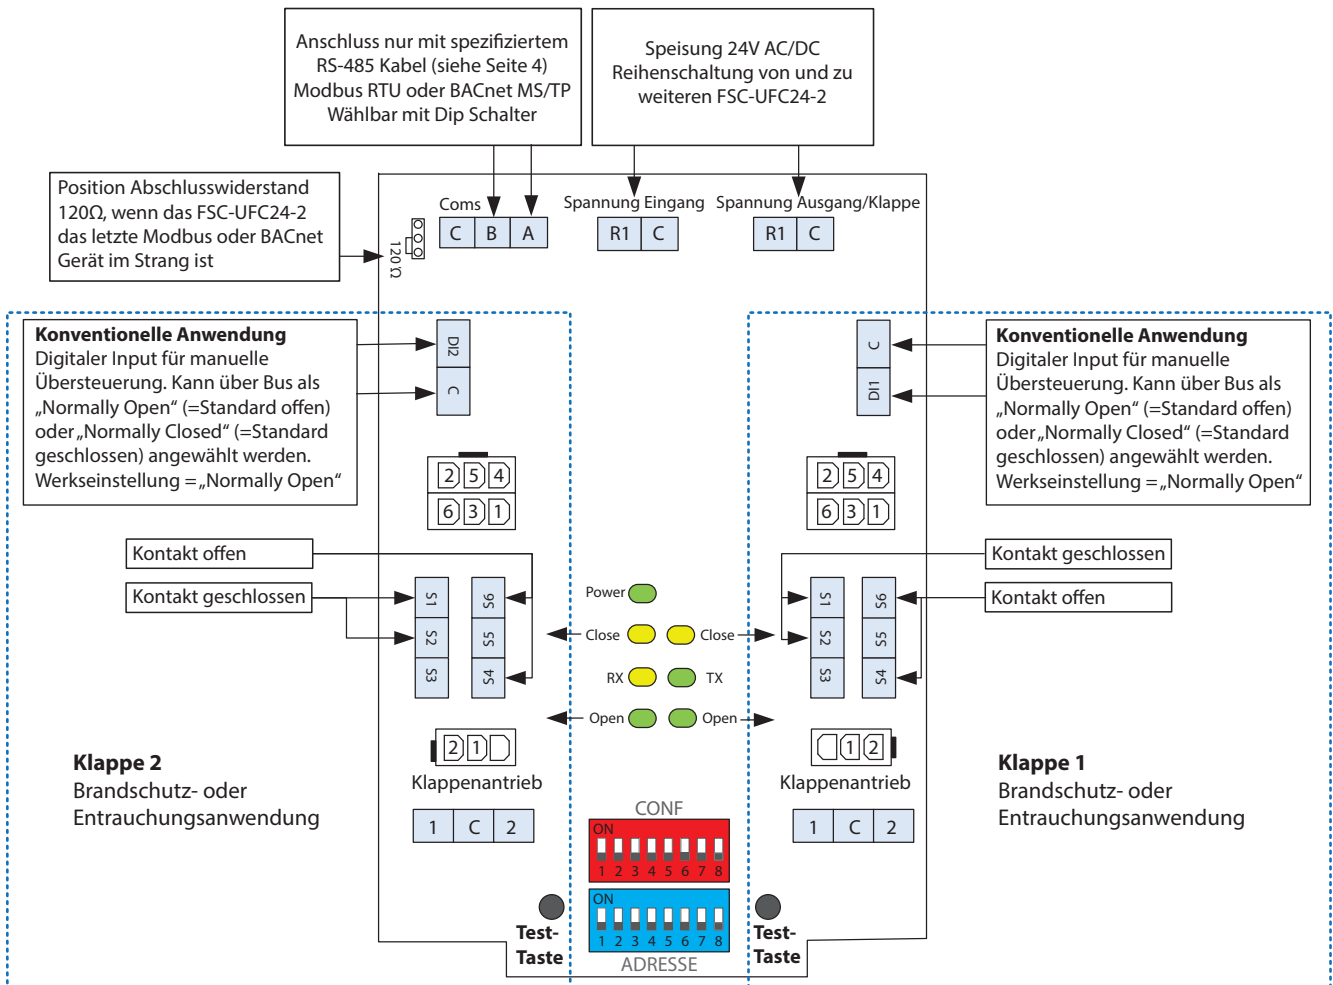 Anschluss nur mit spezifiziertem
RS-485 Kabel (siehe Seite 4)
Modbus RTU oder BACnet MS/TP
Wählbar mit Dip Schalter
Speisung 24V AC/DC
Reihenschaltung von und zu
weiteren FSC-UFC24-2
Position Abschlusswiderstand
120Ω, wenn das FSC-UFC24-2
das letzte Modbus oder BACnet
Gerät im Strang ist
120 Ω
Coms
C B A
Spannung Eingang
R1 C
Spannung Ausgang/Klappe
R1 C
Konventionelle Anwendung
Digitaler Input für manuelle
Übersteuerung. Kann über Bus als
„Normally Open“ (=Standard offen)
oder „Normally Closed“ (=Standard
geschlossen) angewählt werden.
Werkseinstellung = „Normally Open“
DI2
C
C
DI1
Konventionelle Anwendung
Digitaler Input für manuelle
Übersteuerung. Kann über Bus als
„Normally Open“ (=Standard offen)
oder „Normally Closed“ (=Standard
geschlossen) angewählt werden.
Werkseinstellung = „Normally Open“
2 5 4
6 3 1
2 5 4
6 3 1
Kontakt offen
Kontakt geschlossen
S1 S6
S2 S5
S3 S4
Power
Close Close
RX TX
Open Open
S1 S6
S2 S5
S3 S4
Kontakt geschlossen
Kontakt offen
2 1
Klappenantrieb
1 C 2
1 2
Klappenantrieb
1 C 2
Klappe 2
Brandschutz- oder
Entrauchungsanwendung
Klappe 1
Brandschutz- oder
Entrauchungsanwendung
CONF
ON
1 2 3 4 5 6 7 8
ON
1 2 3 4 5 6 7 8
ADRESSE
Test-
Taste
Test-
Taste